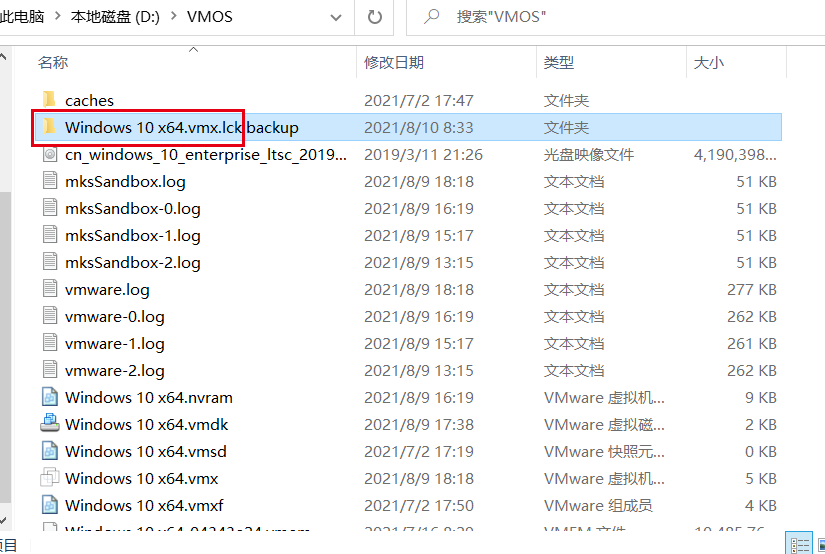 此电脑 > 本地磁盘 (D:) > VMOS 搜索"VMOS"
名称 修改日期 类型 大小
caches 2021/7/2 17:47 文件夹
Windows 10 x64.vmx.lck backup 2021/8/10 8:33 文件夹
cn_windows_10_enterprise_ltsc_2019... 2019/3/11 21:26 光盘映像文件 4,190,398...
mksSandbox.log 2021/8/9 18:18 文本文档 51 KB
mksSandbox-0.log 2021/8/9 16:19 文本文档 51 KB
mksSandbox-1.log 2021/8/9 15:17 文本文档 51 KB
mksSandbox-2.log 2021/8/9 13:15 文本文档 51 KB
vmware.log 2021/8/9 18:18 文本文档 277 KB
vmware-0.log 2021/8/9 16:19 文本文档 262 KB
vmware-1.log 2021/8/9 15:17 文本文档 261 KB
vmware-2.log 2021/8/9 13:15 文本文档 262 KB
Windows 10 x64.nvram 2021/8/9 16:19 VMware 虚拟机... 9 KB
Windows 10 x64.vmdk 2021/8/9 17:38 VMware 虚拟磁... 2 KB
Windows 10 x64.vmsd 2021/7/2 17:19 VMware 快照元... 0 KB
Windows 10 x64.vmx 2021/8/9 18:18 VMware 虚拟机... 5 KB
Windows 10 x64.vmxf 2021/7/2 17:50 VMware 组成员 4 KB